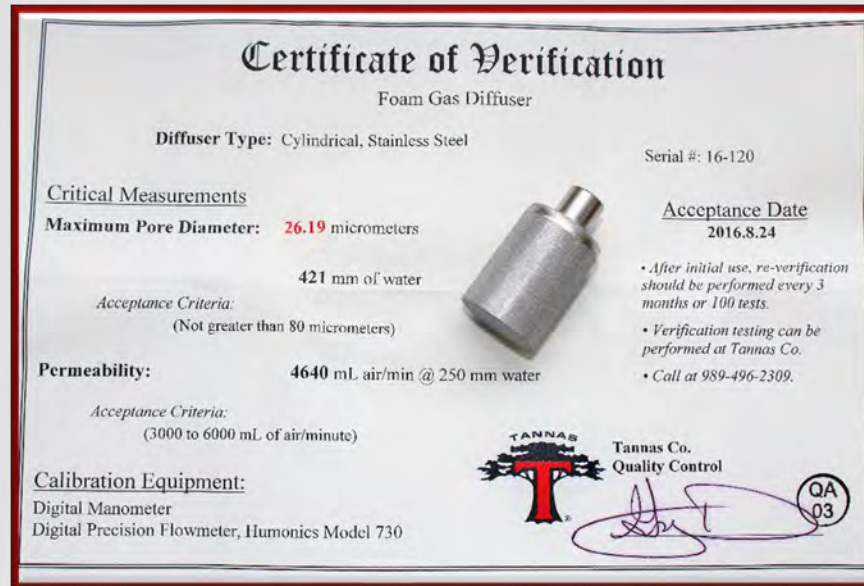 Certificate of Verification
Foam Gas Diffuser
Diffuser Type: Cylindrical, Stainless Steel
Serial #: 16-120
Critical Measurements
Maximum Pore Diameter: 26.19 micrometers
421 mm of water
Acceptance Criteria:
(Not greater than 80 micrometers)
Permeability: 4640 mL air/min @ 250 mm water
Acceptance Criteria:
(3000 to 6000 mL of air/minute)
Calibration Equipment:
Digital Manometer
Digital Precision Flowmeter, Humonics Model 730
Acceptance Date
2016.8.24
• After initial use, re-verification
should be performed every 3
months or 100 tests.
• Verification testing can be
performed at Tannas Co.
• Call at 989-496-2309.
TANNAS
T
®
Tannas Co.
Quality Control
QA
03